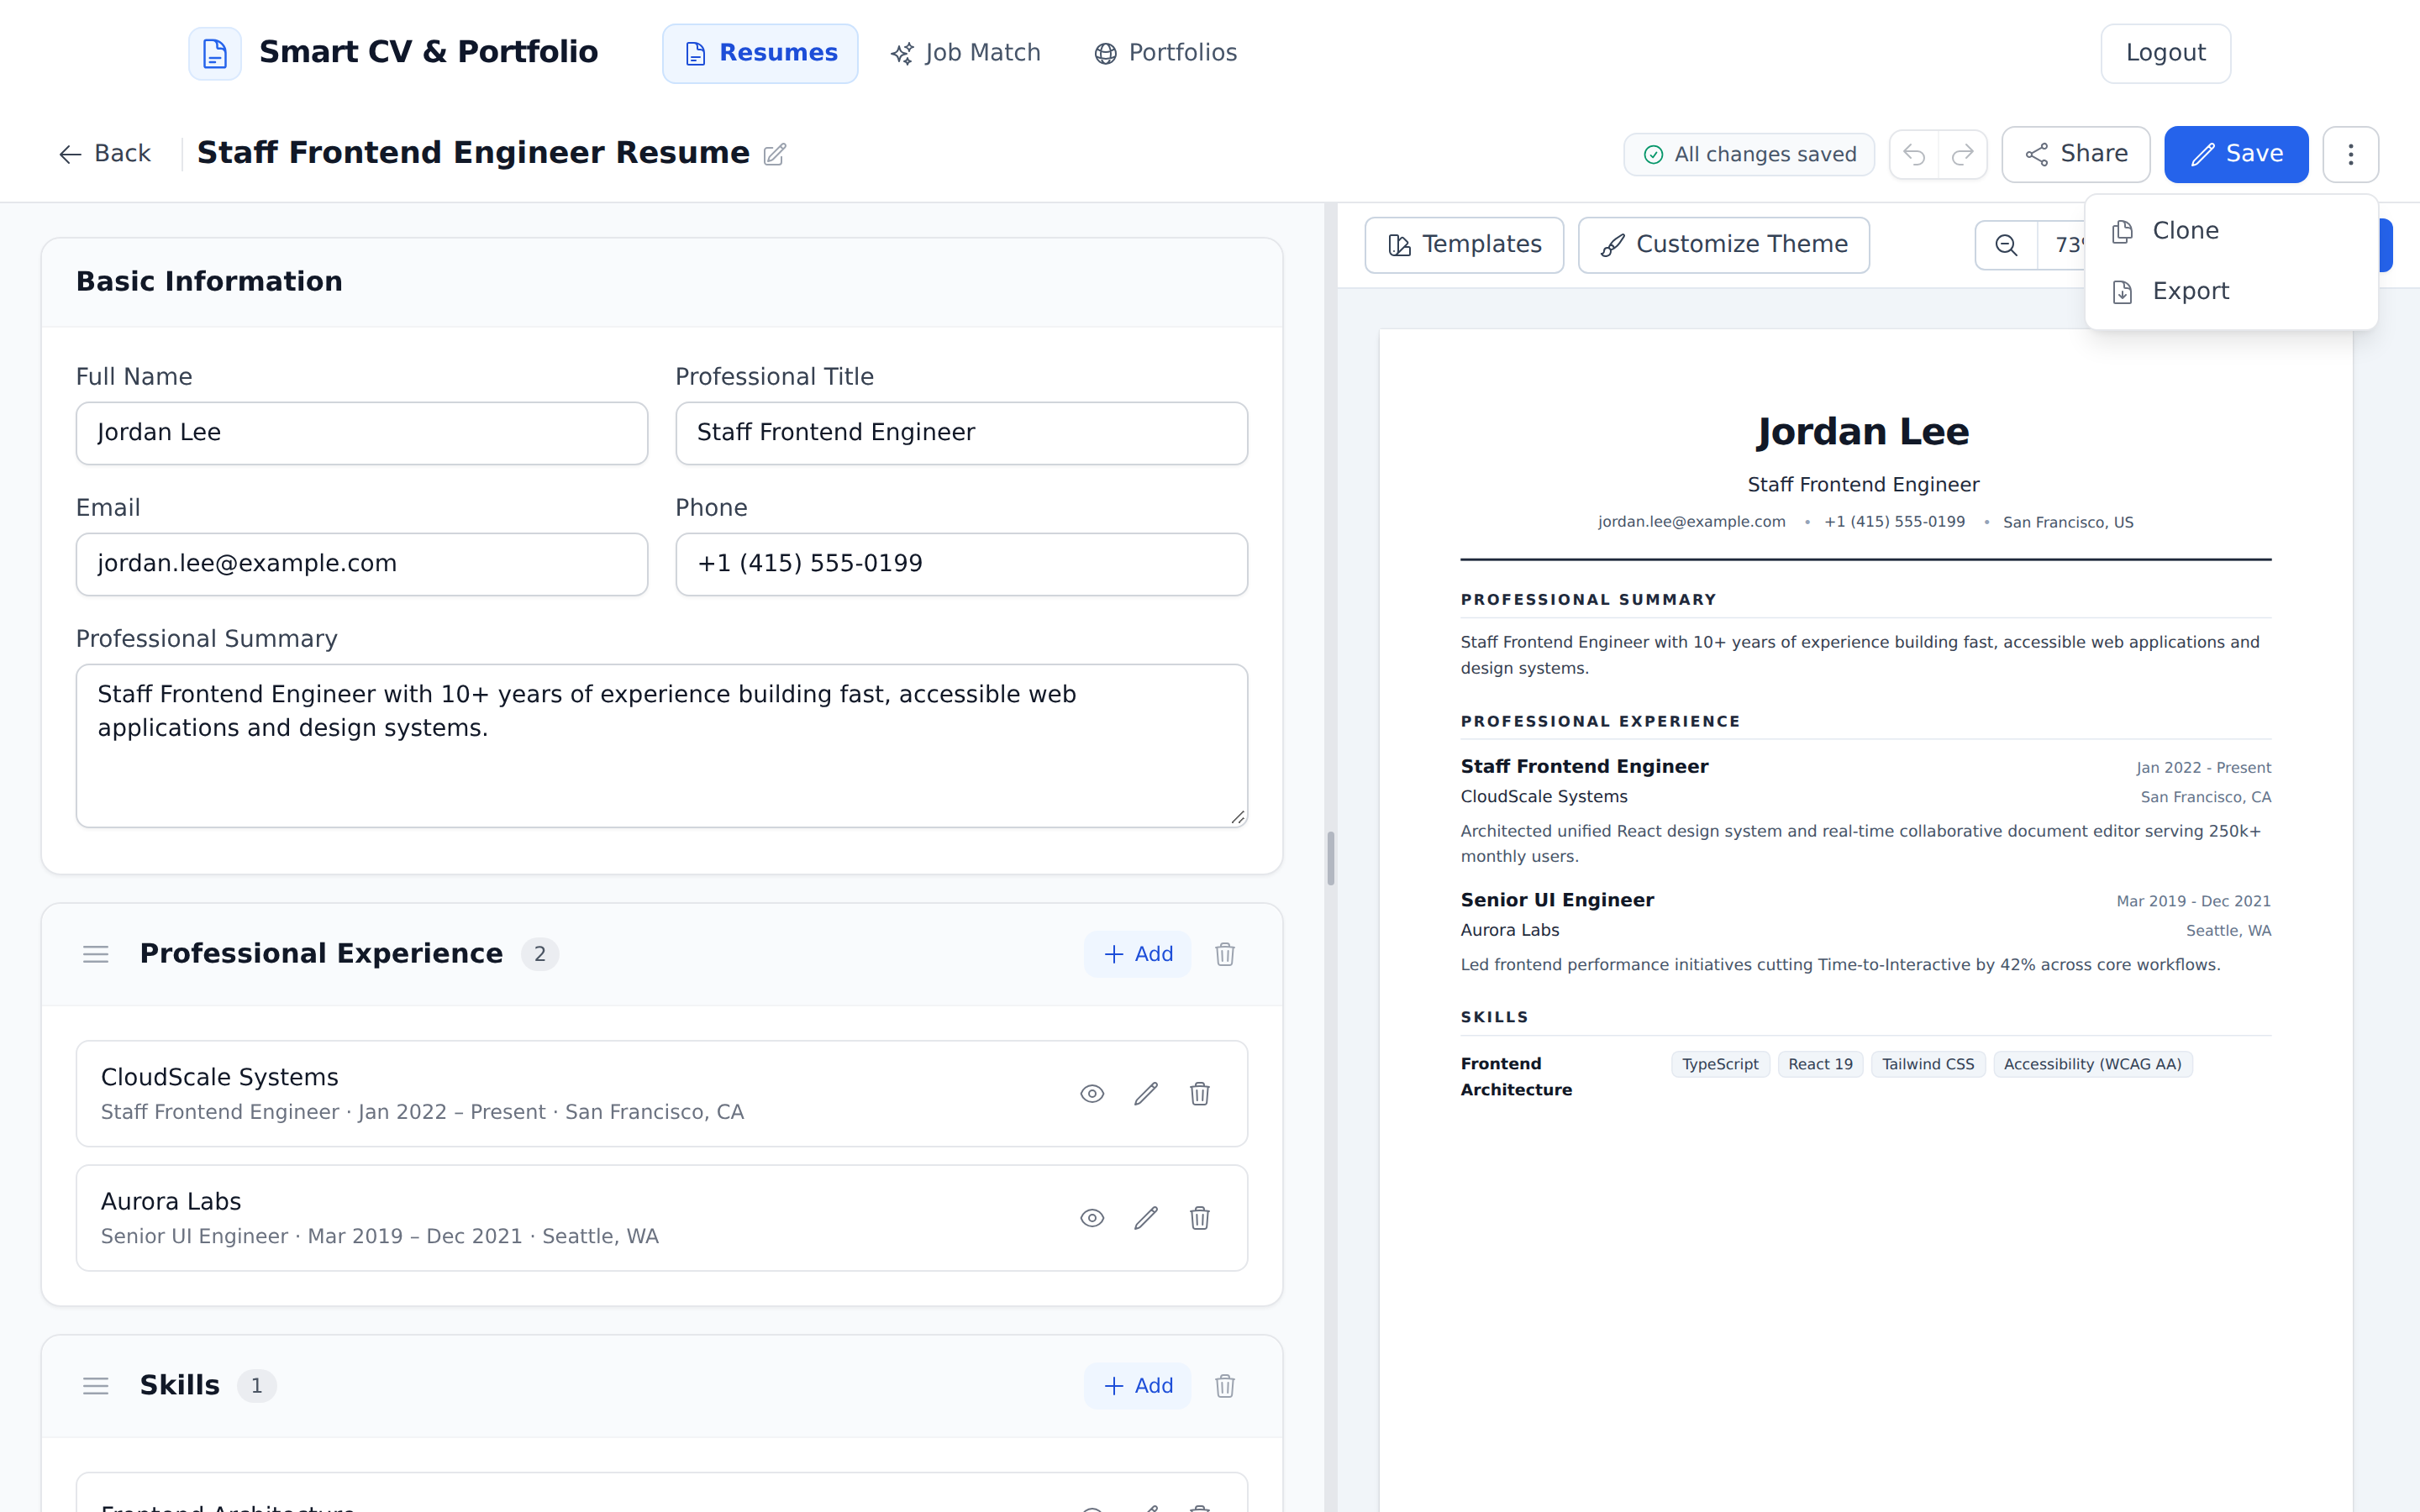 Smart CV & Portfolio
Resumes
Job Match
Portfolios
Logout
Back
Staff Frontend Engineer Resume
All changes saved
Share
Save
Clone
Export
Templates
Customize Theme
Basic Information
Full Name
Professional Title
Jordan Lee
Staff Frontend Engineer
Email
Phone
jordan.lee@example.com
+1 (415) 555-0199
Professional Summary
Staff Frontend Engineer with 10+ years of experience building fast, accessible web
applications and design systems.
Professional Experience 2
Add
CloudScale Systems
Staff Frontend Engineer · Jan 2022 – Present · San Francisco, CA
Aurora Labs
Senior UI Engineer · Mar 2019 – Dec 2021 · Seattle, WA
Skills 1
Add
Frontend Architecture
Jordan Lee
Staff Frontend Engineer
jordan.lee@example.com • +1 (415) 555-0199 • San Francisco, US
PROFESSIONAL SUMMARY
Staff Frontend Engineer with 10+ years of experience building fast, accessible web applications and
design systems.
PROFESSIONAL EXPERIENCE
Staff Frontend Engineer Jan 2022 - Present
CloudScale Systems San Francisco, CA
Architected unified React design system and real-time collaborative document editor serving 250k+
monthly users.
Senior UI Engineer Mar 2019 - Dec 2021
Aurora Labs Seattle, WA
Led frontend performance initiatives cutting Time-to-Interactive by 42% across core workflows.
SKILLS
Frontend TypeScript React 19 Tailwind CSS Accessibility (WCAG AA)
Architecture